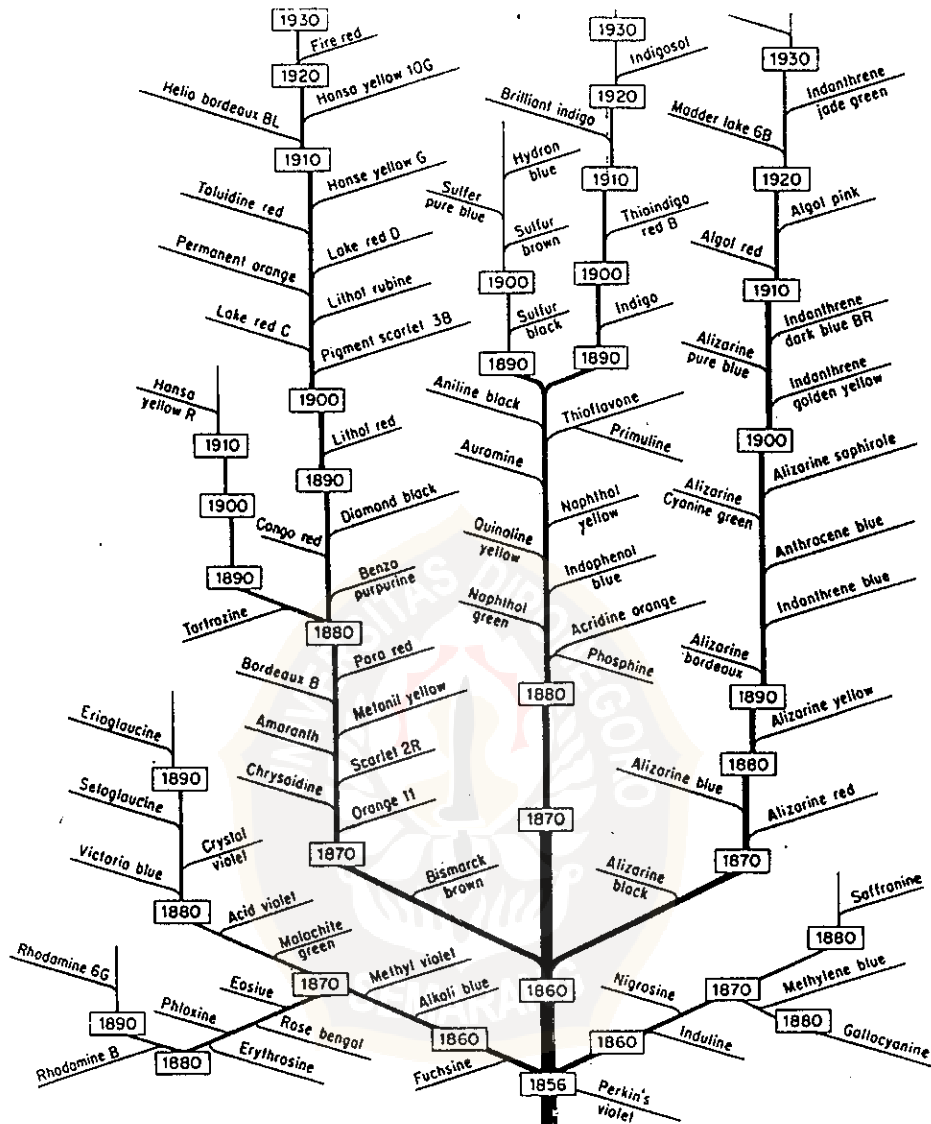 1930
Fire red
1920
Hansa yellow 10G
Helio bordeaux BL
1910
Hanse yellow G
Toluidine red
Lake red D
Permanent orange
Lithol rubine
Lake red C
Pigment scarlet 3B
1900
Hansa
yellow R
1910
Lithol red
1890
1900
Diamond black
Congo red
Benzo
purpurine
1890
Tartrazine
1880
Para red
Bordeaux B
Metanil yellow
Amaranth
Scarlet 2R
Chrysoidine
Orange 11
1870
Bismarck
brown
1930
Indigosol
1920
Brilliant indigo
1910
Hydron
blue
Sulfer
pure blue
Thioindigo
red B
Sulfur
brown
1900
1900
Sulfur
black
Indigo
1890
1890
Aniline black
Thioflavone
Primuline
Auramine
Naphthol
yellow
Quinoline
yellow
Indophenol
blue
Naphthol
green
Acridine orange
Phosphine
1880
1870
1860
1930
Indanthrene
jade green
Madder lake 6B
1920
Algol pink
Algol red
1910
Indanthrene
dark blue BR
Alizarine
pure blue
Indanthrene
golden yellow
1900
Alizarine saphirole
Alizarine
Cyanine green
Anthracene blue
Indanthrene blue
Alizarine
bordeaux
1890
Alizarine yellow
1880
Alizarine blue
Alizarine red
1870
Alizarine
black
Erioglaucine
1890
Setoglaucine
Crystal
violet
Victoria blue
1880
Acid violet
Malachite
green
1870
Methyl violet
Alkali blue
1860
Fuchsine
Rhodamine 6G
1890
Eosiue
Phloxine
Rose bengal
Erythrosine
Rhodamine B
1880
Saffranine
1880
Methylene blue
1870
1880
Gallocyanine
Nigrosine
Induline
1860
1856
Perkin's
violet
UNIVERSITAS DIPONEGORO
SEMARANG